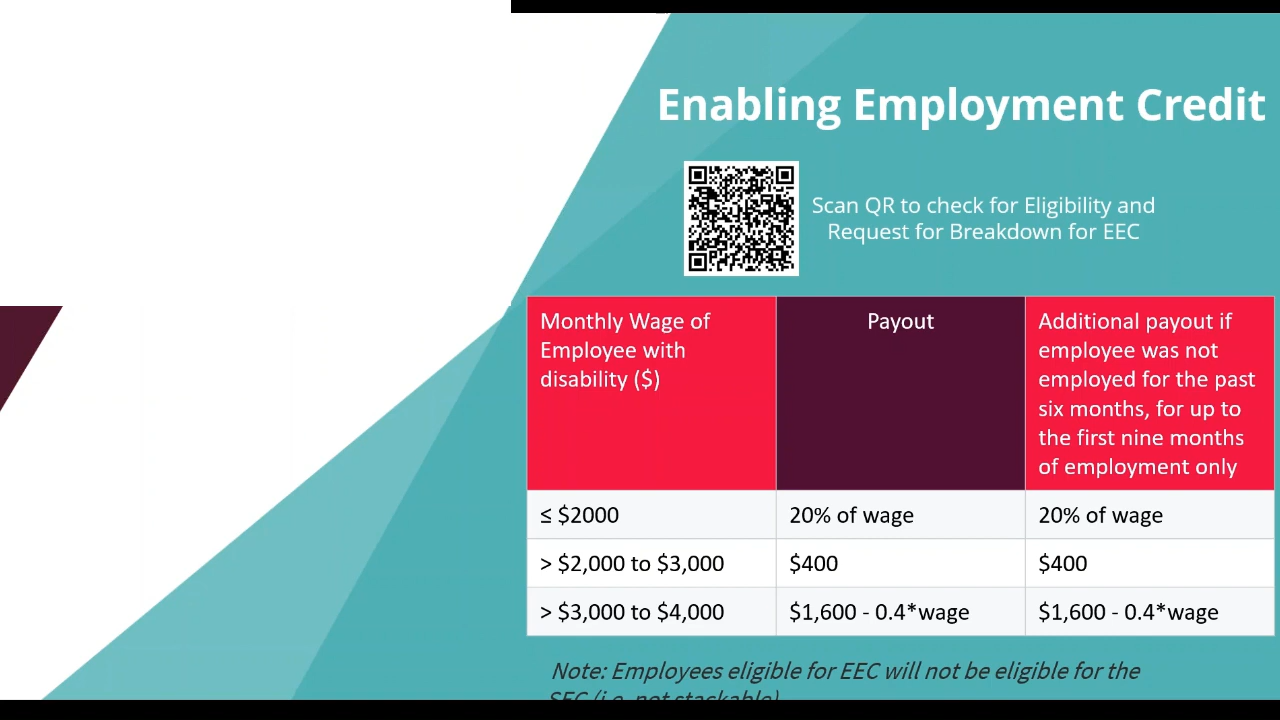 Enabling Employment Credit
Scan QR to check for Eligibility and
Request for Breakdown for EEC
Monthly Wage of
Employee with
disability ($)
Payout
Additional payout if
employee was not
employed for the past
six months, for up to
the first nine months
of employment only
≤ $2000
20% of wage
20% of wage
> $2,000 to $3,000
$400
$400
> $3,000 to $4,000
$1,600 - 0.4*wage
$1,600 - 0.4*wage
Note: Employees eligible for EEC will not be eligible for the
(i.e. not stackable)